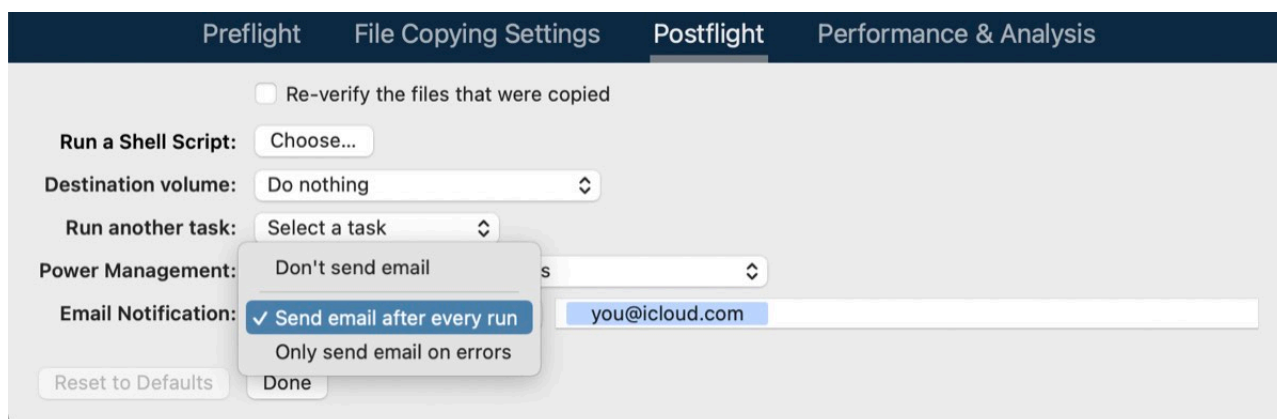 Preflight File Copying Settings Postflight Performance & Analysis
Re-verify the files that were copied
Run a Shell Script: Choose...
Destination volume: Do nothing
Run another task: Select a task
Power Management: Don't send email s
Email Notification: ✓ Send email after every run you@icloud.com
Only send email on errors
Reset to Defaults Done